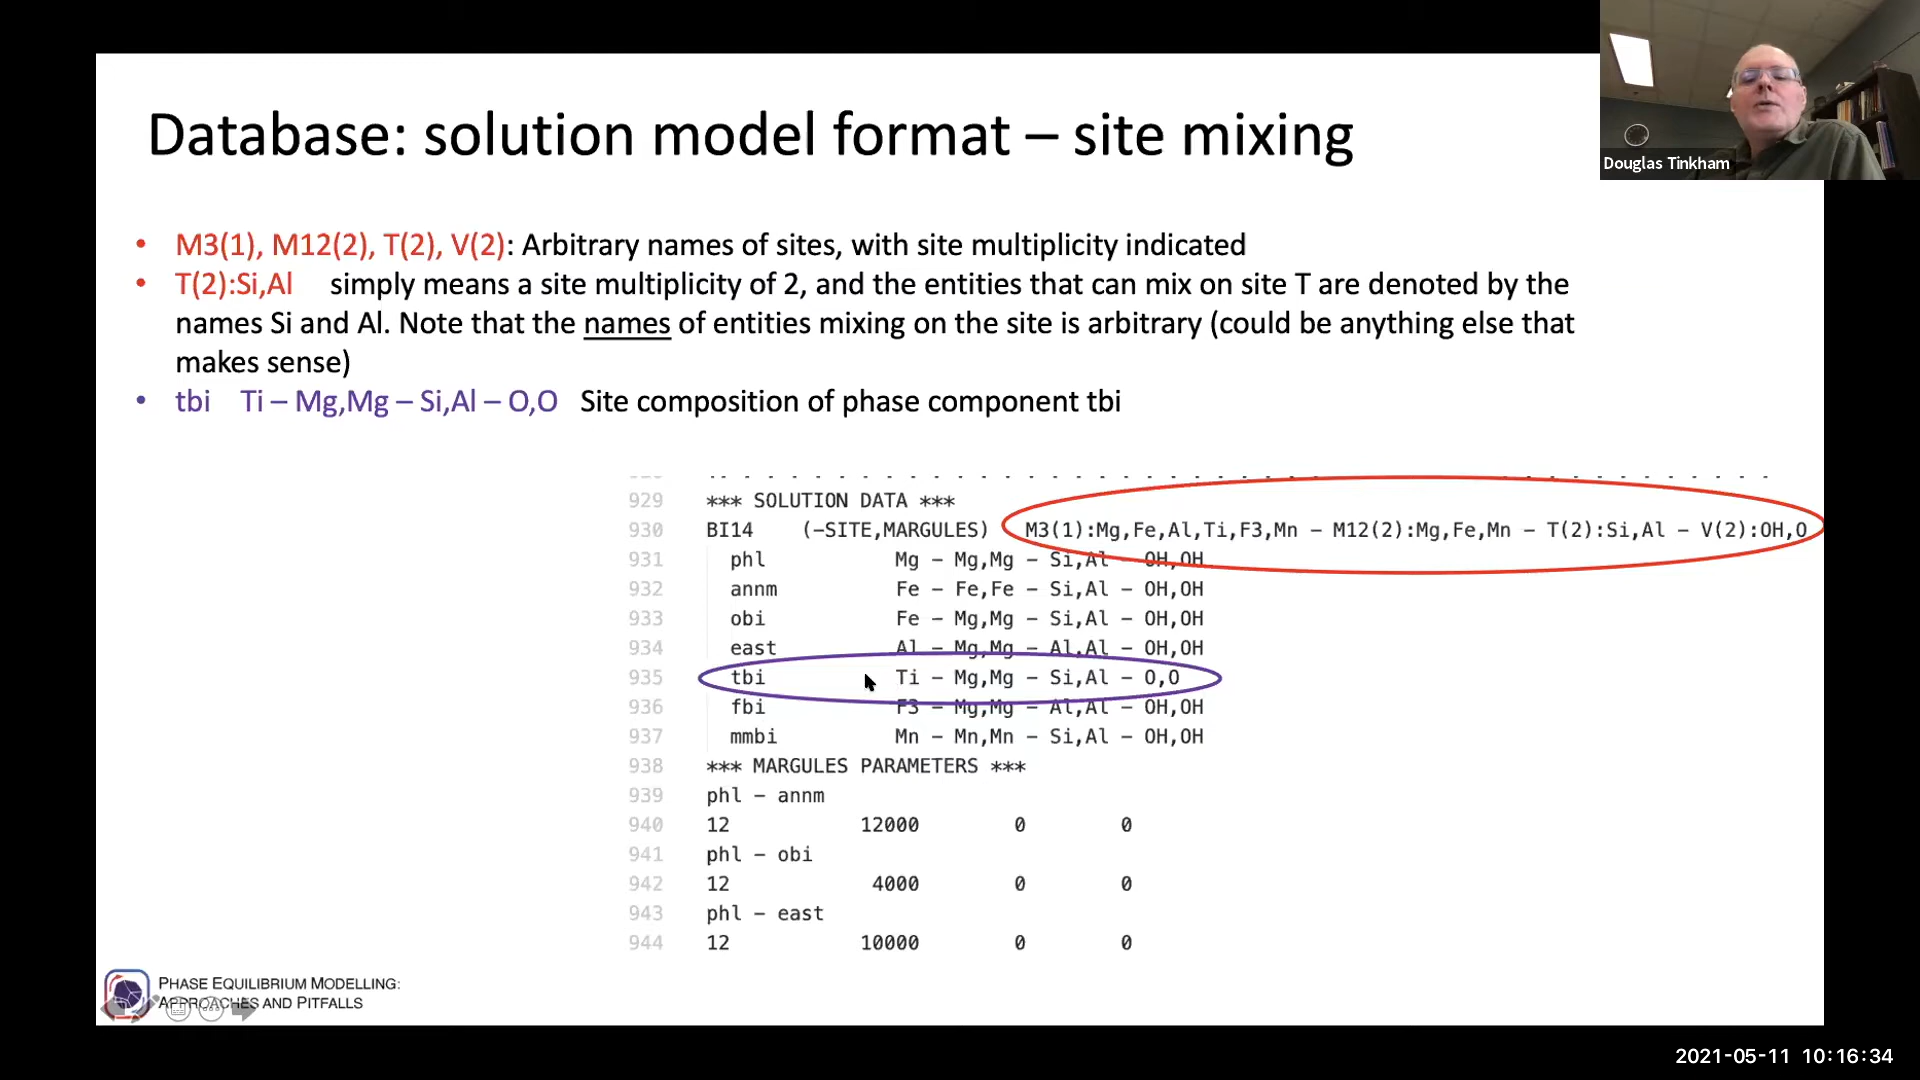 Database: solution model format – site mixing
Douglas Tinkham
• M3(1), M12(2), T(2), V(2): Arbitrary names of sites, with site multiplicity indicated
• T(2):Si,Al simply means a site multiplicity of 2, and the entities that can mix on site T are denoted by the
names Si and Al. Note that the names of entities mixing on the site is arbitrary (could be anything else that
makes sense)
• tbi Ti – Mg,Mg – Si,Al – O,O Site composition of phase component tbi
929 *** SOLUTION DATA ***
930 BI14 (-SITE,MARGULES) M3(1):Mg,Fe,Al,Ti,F3,Mn - M12(2):Mg,Fe,Mn - T(2):Si,Al - V(2):OH,O
931 phl Mg - Mg,Mg - Si,Al - OH,OH
932 annm Fe - Fe,Fe - Si,Al - OH,OH
933 obi Fe - Mg,Mg - Si,Al - OH,OH
934 east Al - Mg,Mg - Al,Al - OH,OH
935 tbi Ti - Mg,Mg - Si,Al - O,O
936 fbi F3 - Mg,Mg - Al,Al - OH,OH
937 mmbi Mn - Mn,Mn - Si,Al - OH,OH
938 *** MARGULES PARAMETERS ***
939 phl - annm
940 12 12000 0 0
941 phl - obi
942 12 4000 0 0
943 phl - east
944 12 10000 0 0
PHASE EQUILIBRIUM MODELLING:
APPROACHES AND PITFALLS
2021-05-11 10:16:34